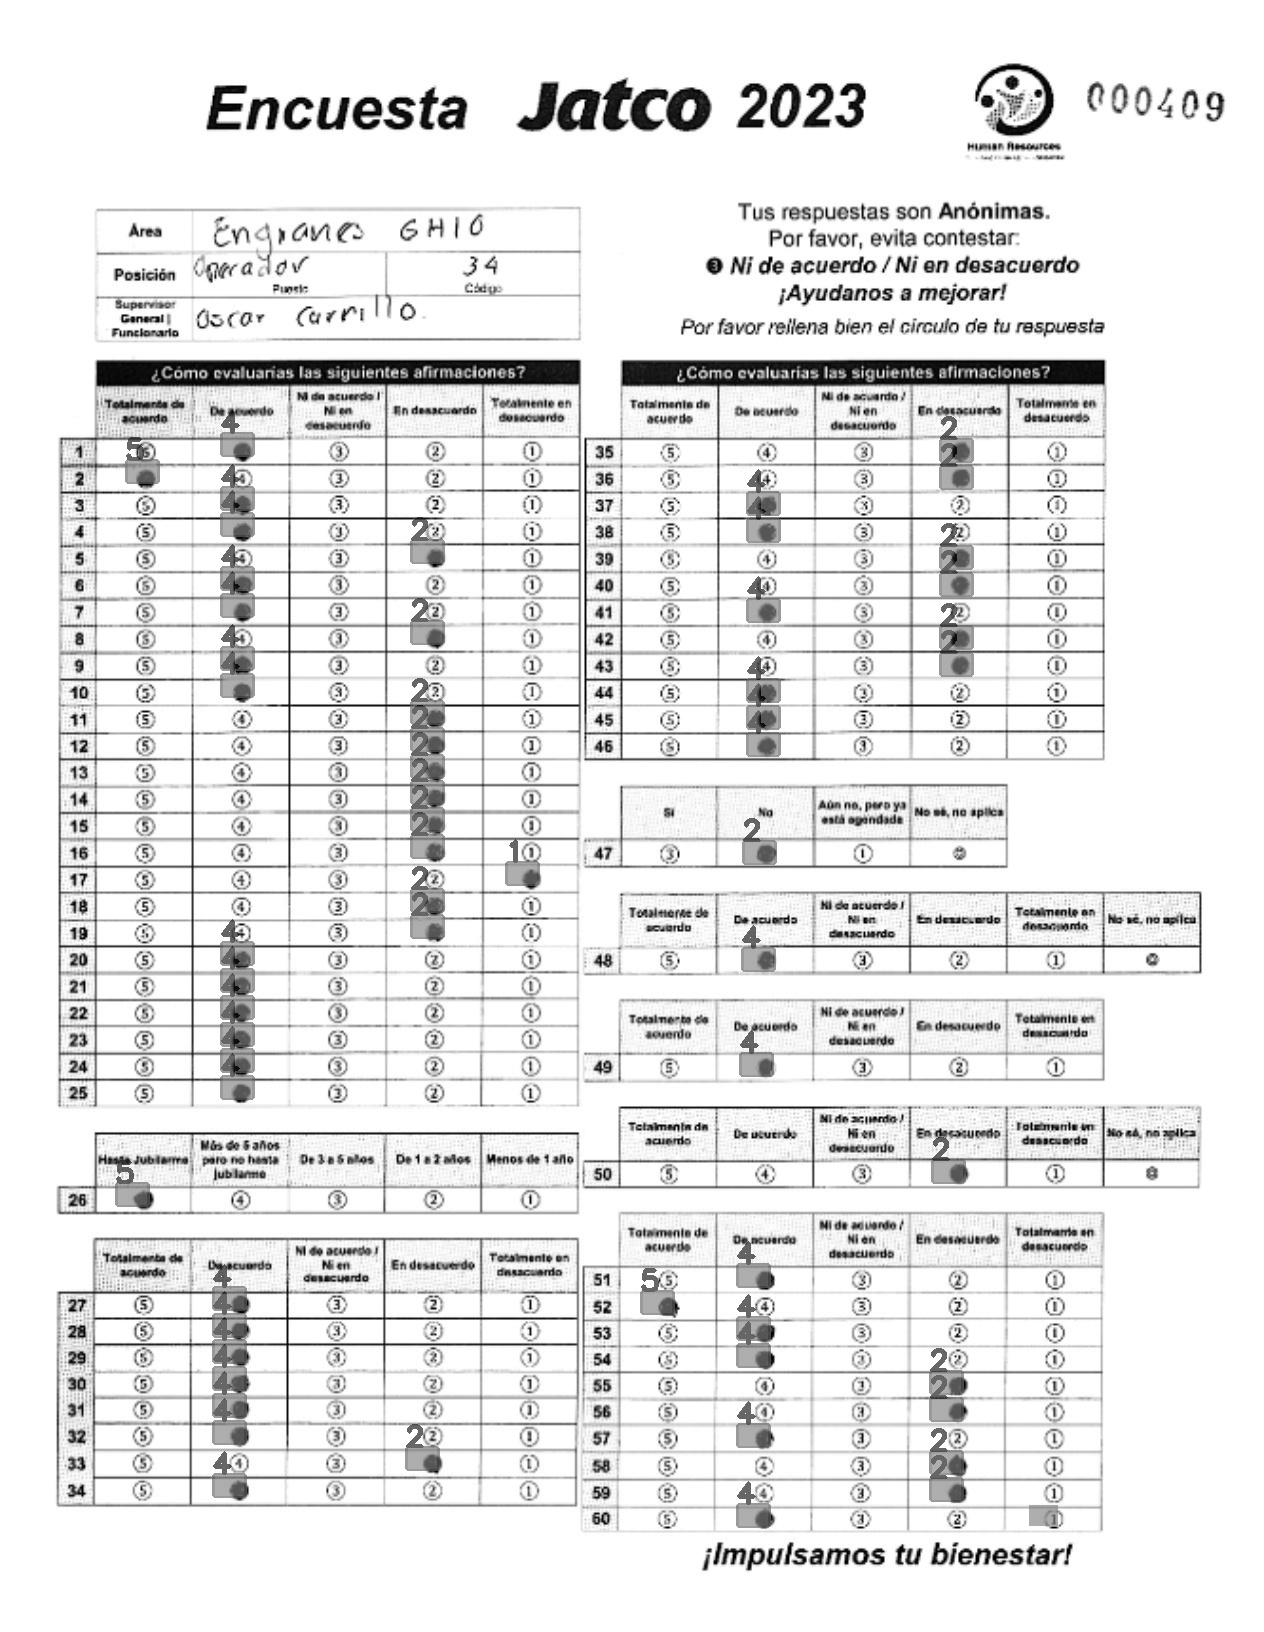 Encuesta Jatco 2023
Human Resources
000409
Área Engranes GH10
Posición Operador 34
Puesto Código
Supervisor General | Funcionario Oscar Carrillo.
Tus respuestas son Anónimas.
Por favor, evita contestar:
❸ Ni de acuerdo / Ni en desacuerdo
¡Ayudanos a mejorar!
Por favor rellena bien el circulo de tu respuesta
¿Cómo evaluarías las siguientes afirmaciones?
Totalmente de acuerdo De acuerdo Ni de acuerdo / Ni en desacuerdo En desacuerdo Totalmente en desacuerdo
1 5 4 3 2 1
2 5 4 3 2 1
3 5 4 3 2 1
4 5 4 3 2 1
5 5 4 3 2 1
6 5 4 3 2 1
7 5 4 3 2 1
8 5 4 3 2 1
9 5 4 3 2 1
10 5 4 3 2 1
11 5 4 3 2 1
12 5 4 3 2 1
13 5 4 3 2 1
14 5 4 3 2 1
15 5 4 3 2 1
16 5 4 3 2 1
17 5 4 3 2 1
18 5 4 3 2 1
19 5 4 3 2 1
20 5 4 3 2 1
21 5 4 3 2 1
22 5 4 3 2 1
23 5 4 3 2 1
24 5 4 3 2 1
25 5 4 3 2 1
Hasta Jubilarme Más de 5 años pero no hasta jubilarme De 3 a 5 años De 1 a 2 años Menos de 1 año
26 5 4 3 2 1
Totalmente de acuerdo De acuerdo Ni de acuerdo / Ni en desacuerdo En desacuerdo Totalmente en desacuerdo
27 5 4 3 2 1
28 5 4 3 2 1
29 5 4 3 2 1
30 5 4 3 2 1
31 5 4 3 2 1
32 5 4 3 2 1
33 5 4 3 2 1
34 5 4 3 2 1
¿Cómo evaluarías las siguientes afirmaciones?
Totalmente de acuerdo De acuerdo Ni de acuerdo / Ni en desacuerdo En desacuerdo Totalmente en desacuerdo
35 5 4 3 2 1
36 5 4 3 2 1
37 5 4 3 2 1
38 5 4 3 2 1
39 5 4 3 2 1
40 5 4 3 2 1
41 5 4 3 2 1
42 5 4 3 2 1
43 5 4 3 2 1
44 5 4 3 2 1
45 5 4 3 2 1
46 5 4 3 2 1
Sí No Aún no, pero ya está agendada No sé, no aplica
47 3 2 1
Totalmente de acuerdo De acuerdo Ni de acuerdo / Ni en desacuerdo En desacuerdo Totalmente en desacuerdo No sé, no aplica
48 5 4 3 2 1
Totalmente de acuerdo De acuerdo Ni de acuerdo / Ni en desacuerdo En desacuerdo Totalmente en desacuerdo
49 5 4 3 2 1
Totalmente de acuerdo De acuerdo Ni de acuerdo / Ni en desacuerdo En desacuerdo Totalmente en desacuerdo No sé, no aplica
50 5 4 3 2 1
Totalmente de acuerdo De acuerdo Ni de acuerdo / Ni en desacuerdo En desacuerdo Totalmente en desacuerdo
51 5 4 3 2 1
52 5 4 3 2 1
53 5 4 3 2 1
54 5 4 3 2 1
55 5 4 3 2 1
56 5 4 3 2 1
57 5 4 3 2 1
58 5 4 3 2 1
59 5 4 3 2 1
60 5 4 3 2 1
¡Impulsamos tu bienestar!